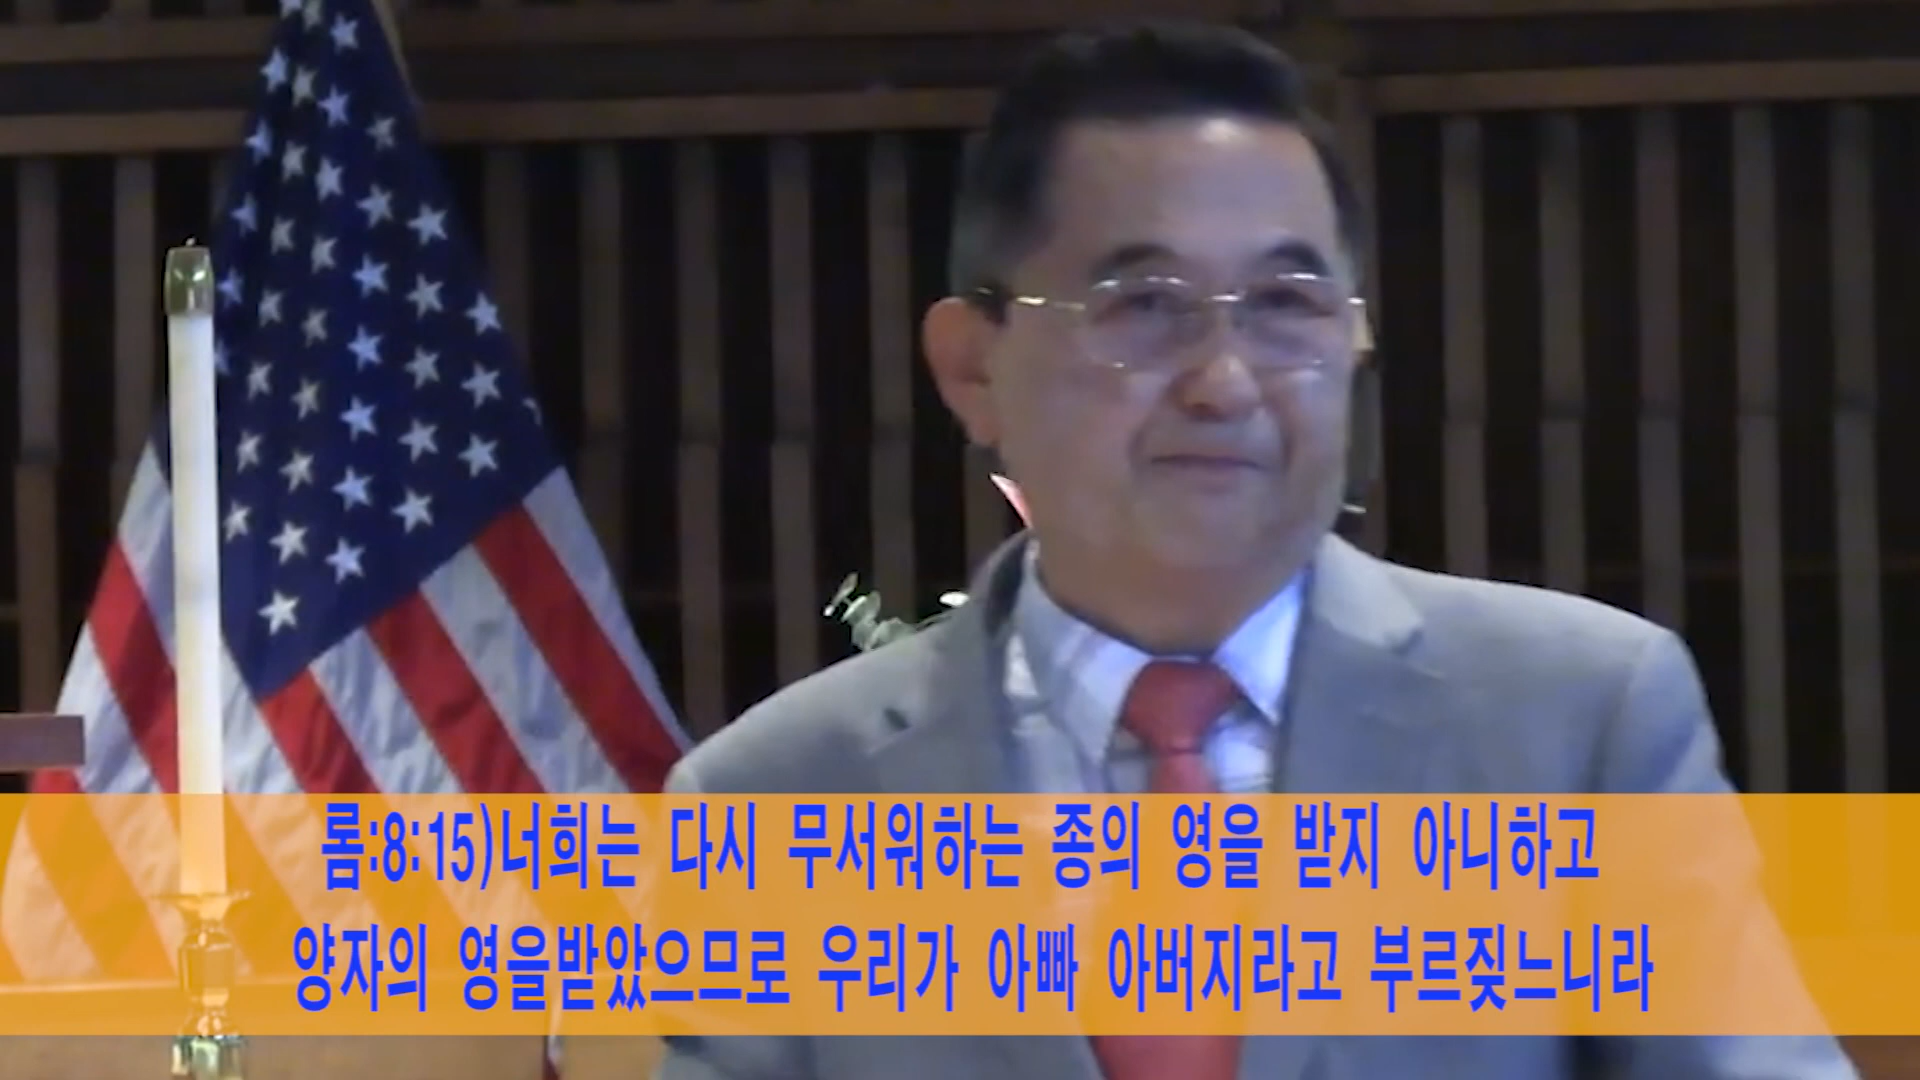 롬:8:15)너희는 다시 무서워하는 종의 영을 받지 아니하고
양자의 영을받았으므로 우리가 아빠 아버지라고 부르짖느니라